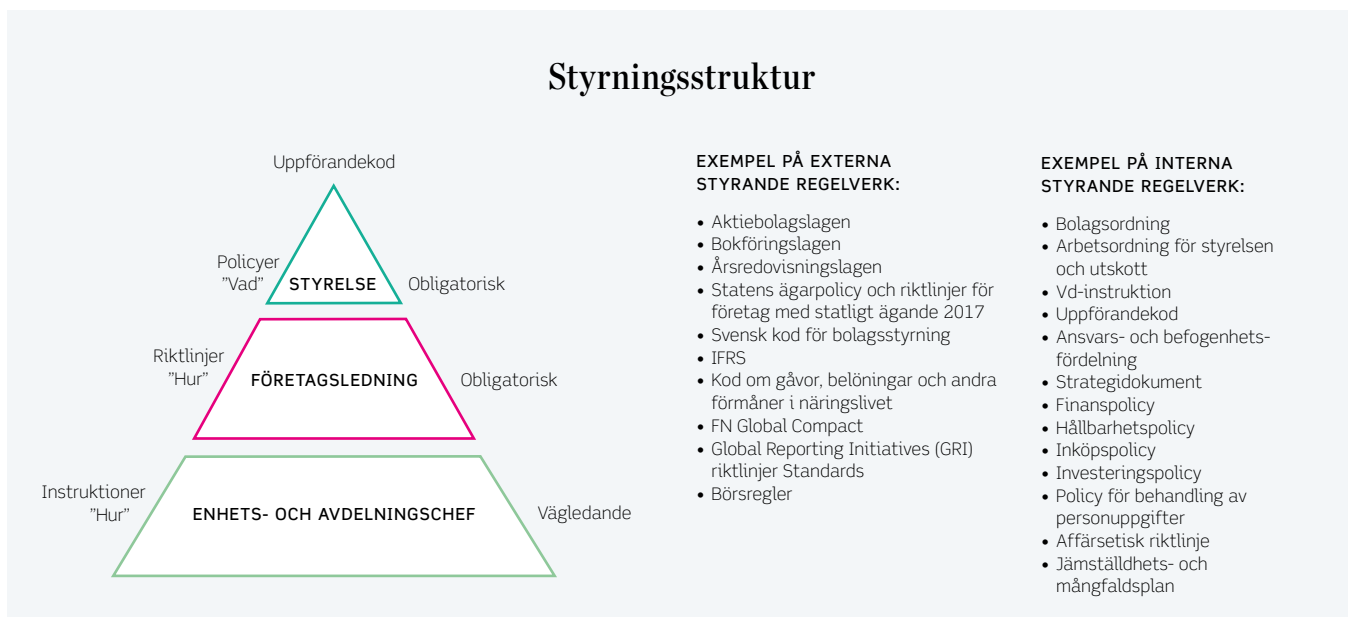 Styrningsstruktur
Uppförandekod
Policyer
”Vad”
STYRELSE
Obligatorisk
Riktlinjer
”Hur”
FÖRETAGSLEDNING
Obligatorisk
Instruktioner
”Hur”
ENHETS- OCH AVDELNINGSCHEF
Vägledande
EXEMPEL PÅ EXTERNA
STYRANDE REGELVERK:
• Aktiebolagslagen
• Bokföringslagen
• Årsredovisningslagen
• Statens ägarpolicy och riktlinjer för
företag med statligt ägande 2017
• Svensk kod för bolagsstyrning
• IFRS
• Kod om gåvor, belöningar och andra
förmåner i näringslivet
• FN Global Compact
• Global Reporting Initiatives (GRI)
riktlinjer Standards
• Börsregler
EXEMPEL PÅ INTERNA
STYRANDE REGELVERK:
• Bolagsordning
• Arbetsordning för styrelsen
och utskott
• Vd-instruktion
• Uppförandekod
• Ansvars- och befogenhets-
fördelning
• Strategidokument
• Finanspolicy
• Hållbarhetspolicy
• Inköpspolicy
• Investeringspolicy
• Policy för behandling av
personuppgifter
• Affärsetisk riktlinje
• Jämställdhets- och
mångfaldsplan